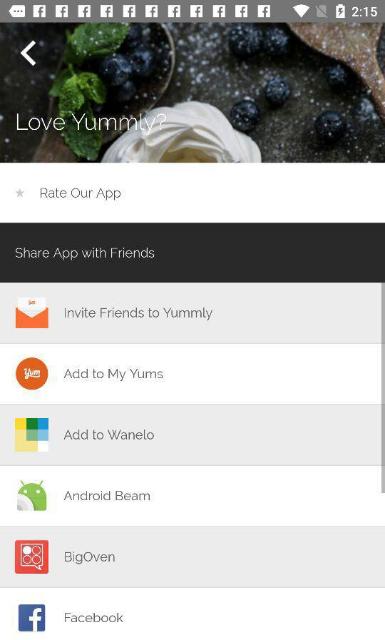 2:15
Love Yummly?
Rate Our App
Share App with Friends
Invite Friends to Yummly
Yum
Add to My Yums
Add to Wanelo
Android Beam
BigOven
Facebook